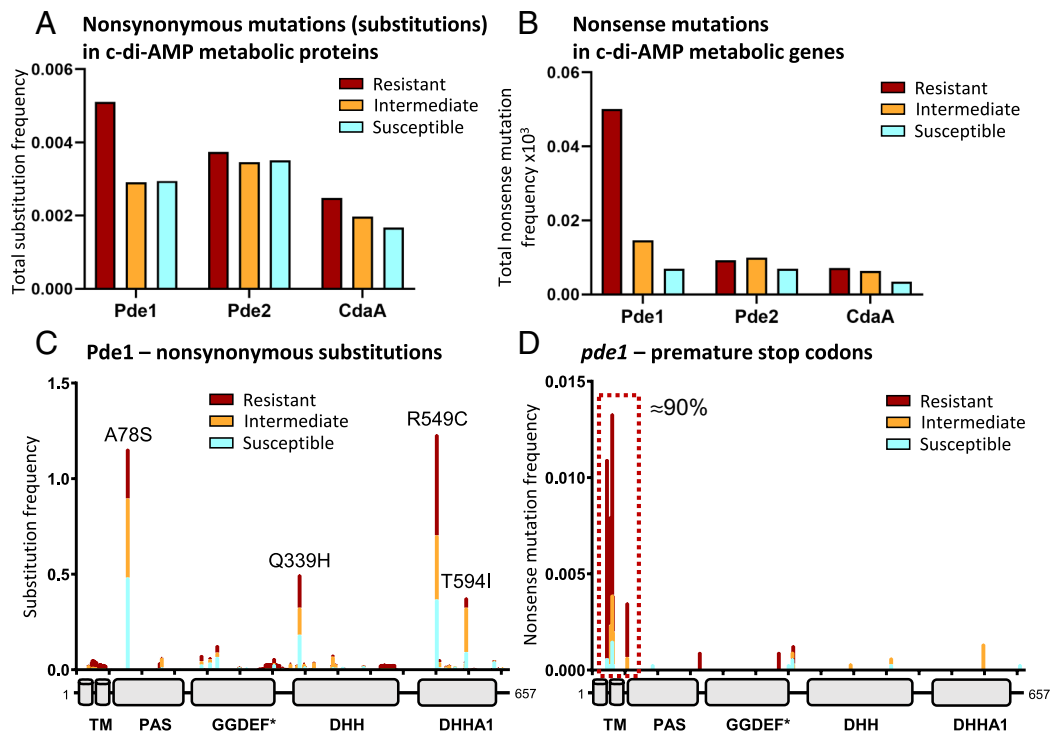 A Nonsynonymous mutations (substitutions)
in c-di-AMP metabolic proteins
Total substitution frequency
0.006
0.004
0.002
0.000
Resistant
Intermediate
Susceptible
Pde1 Pde2 CdaA
B Nonsense mutations
in c-di-AMP metabolic genes
Total nonsense mutation
frequency x10³
0.06
0.04
0.02
0.00
Resistant
Intermediate
Susceptible
Pde1 Pde2 CdaA
C Pde1 – nonsynonymous substitutions
Substitution frequency
1.5
1.0
0.5
0.0
Resistant
Intermediate
Susceptible
A78S
Q339H
R549C
T594I
1 657
TM PAS GGDEF* DHH DHHA1
D pde1 – premature stop codons
Nonsense mutation frequency
0.015
0.010
0.005
0.000
≈90%
Resistant
Intermediate
Susceptible
1 657
TM PAS GGDEF* DHH DHHA1